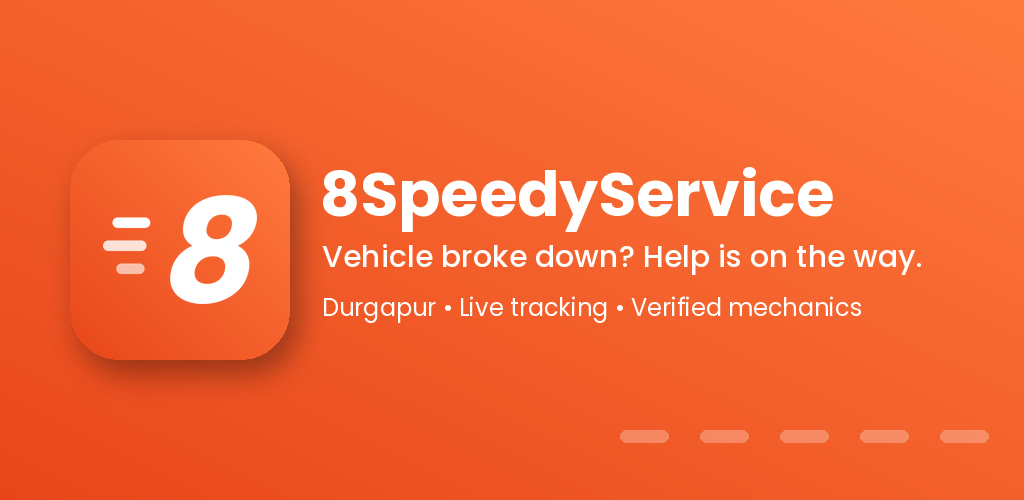 8
8SpeedyService
Vehicle broke down? Help is on the way.
Durgapur • Live tracking • Verified mechanics